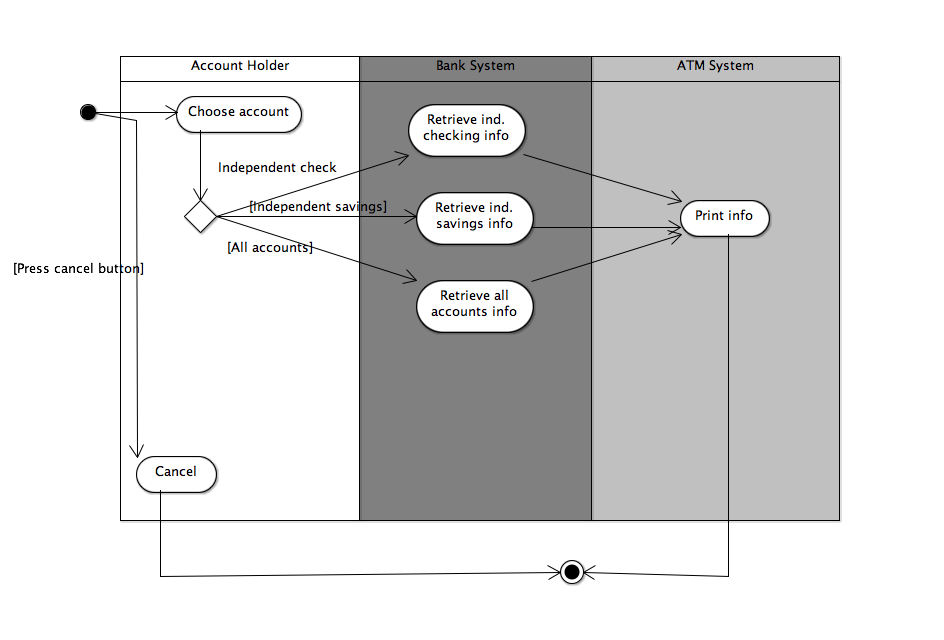 Account Holder
Bank System
ATM System
Choose account
Retrieve ind.
checking info
Independent check
[Independent savings]
Retrieve ind.
savings info
Print info
[All accounts]
[Press cancel button]
Retrieve all
accounts info
Cancel